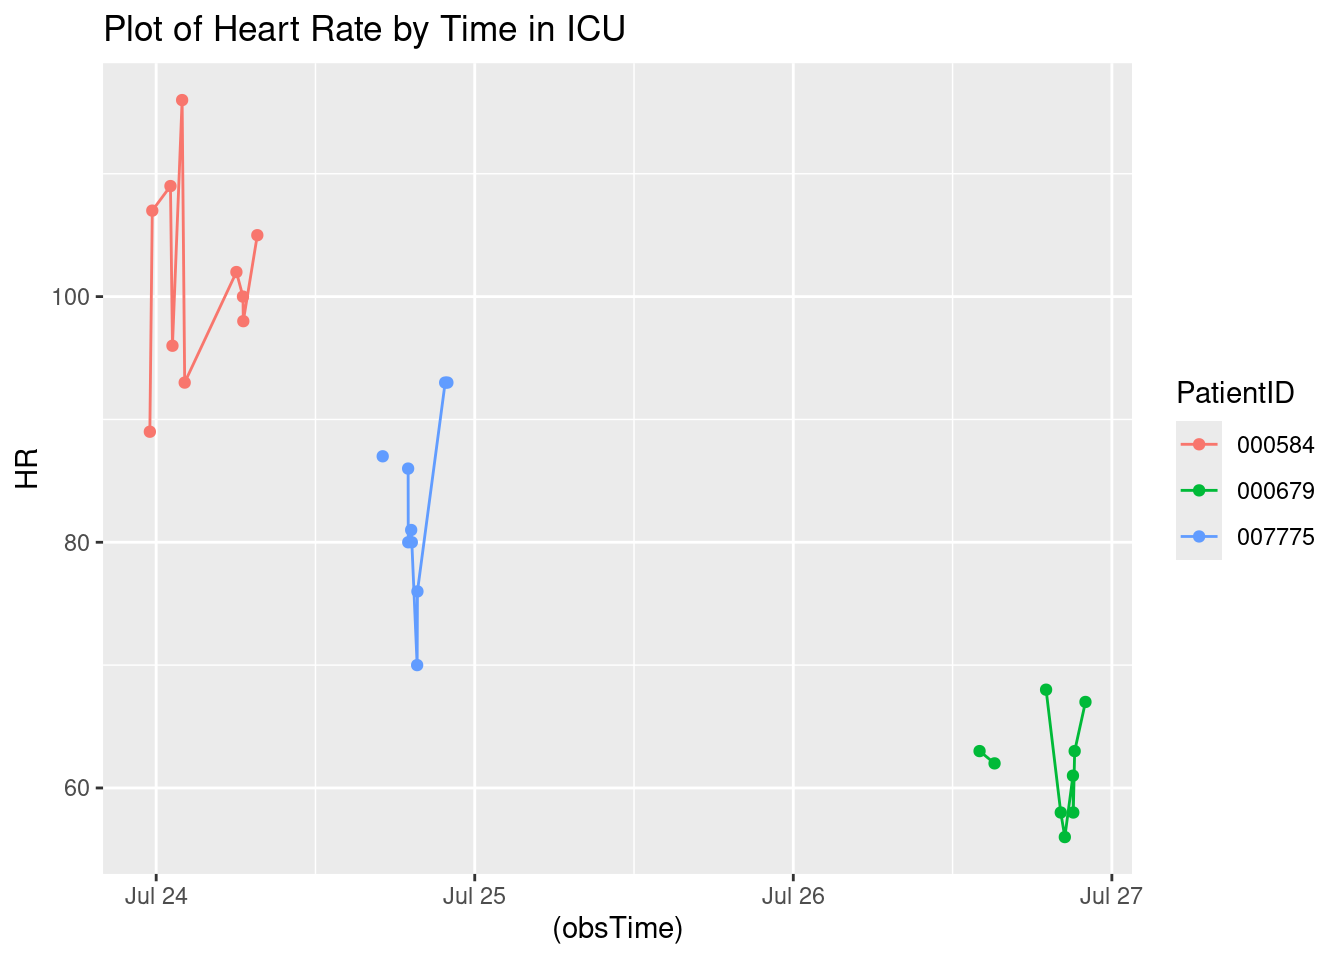 Plot of Heart Rate by Time in ICU
HR
100
80
60
Jul 24
Jul 25
Jul 26
Jul 27
(obsTime)
PatientID
000584
000679
007775